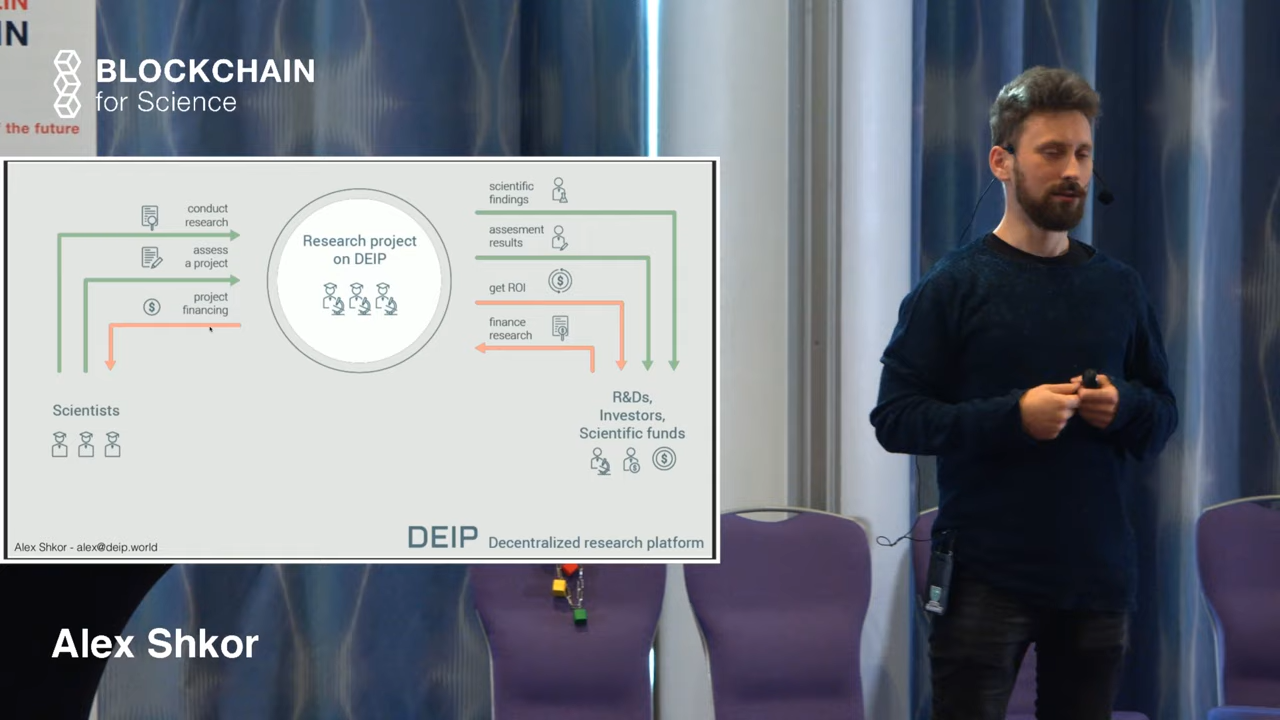 LIN
IN
BLOCKCHAIN
for Science
the future
conduct
research
assess
a project
project
financing
Research project
on DEIP
scientific
findings
assesment
results
get ROI
finance
research
Scientists
R&Ds,
Investors,
Scientific funds
DEIP Decentralized research platform
Alex Shkor - alex@deip.world
Alex Shkor